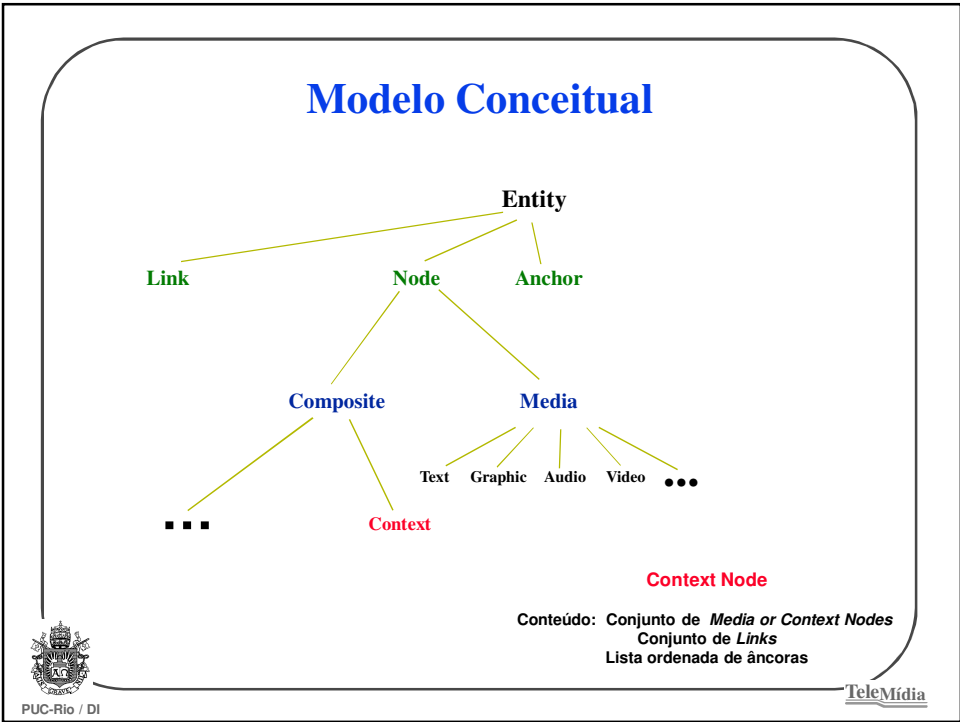 Modelo Conceitual
Entity
Link Node Anchor
Composite Media
Text Graphic Audio Video •••
▪ ▪ ▪ Context
Context Node
Conteúdo: Conjunto de Media or Context Nodes
Conjunto de Links
Lista ordenada de âncoras
PUC-Rio / DI
TeleMídia